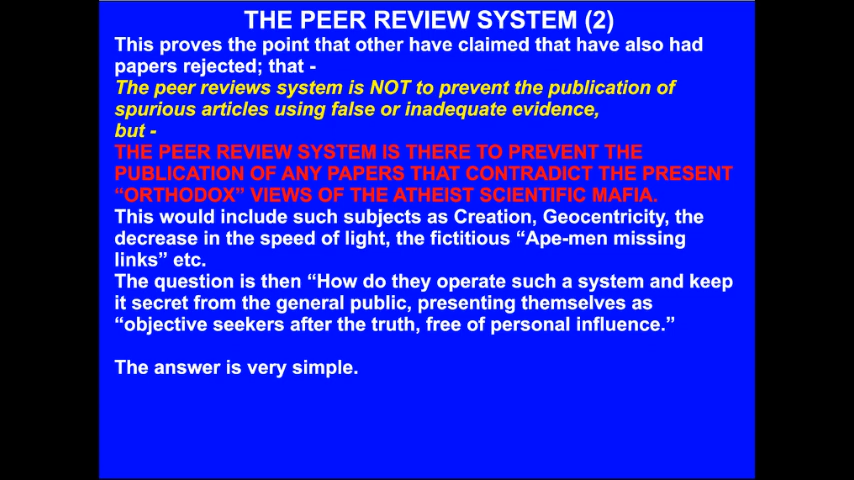 THE PEER REVIEW SYSTEM (2)
This proves the point that other have claimed that have also had
papers rejected; that -
The peer reviews system is NOT to prevent the publication of
spurious articles using false or inadequate evidence,
but -
THE PEER REVIEW SYSTEM IS THERE TO PREVENT THE
PUBLICATION OF ANY PAPERS THAT CONTRADICT THE PRESENT
“ORTHODOX” VIEWS OF THE ATHEIST SCIENTIFIC MAFIA.
This would include such subjects as Creation, Geocentricity, the
decrease in the speed of light, the fictitious “Ape-men missing
links” etc.
The question is then “How do they operate such a system and keep
it secret from the general public, presenting themselves as
“objective seekers after the truth, free of personal influence.”
The answer is very simple.